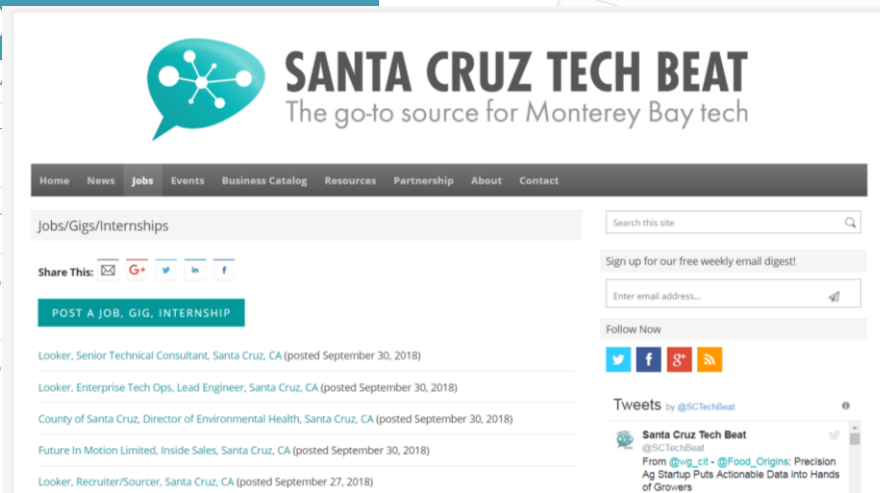 SANTA CRUZ TECH BEAT
The go-to source for Monterey Bay tech
Home News Jobs Events Business Catalog Resources Partnership About Contact
Jobs/Gigs/Internships
Share This:
G+
in
f
POST A JOB, GIG, INTERNSHIP
Looker, Senior Technical Consultant, Santa Cruz, CA (posted September 30, 2018)
Looker, Enterprise Tech Ops, Lead Engineer, Santa Cruz, CA (posted September 30, 2018)
County of Santa Cruz, Director of Environmental Health, Santa Cruz, CA (posted September 30, 2018)
Future In Motion Limited, Inside Sales, Santa Cruz, CA (posted September 30, 2018)
Looker, Recruiter/Sourcer, Santa Cruz, CA (posted September 27, 2018)
Search this site
Sign up for our free weekly email digest!
Enter email address...
Follow Now
f
g+
Tweets by @SCTechBeat
Santa Cruz Tech Beat
@SCTechBeat
From @wg_cit - @Food_Origins: Precision
Ag Startup Puts Actionable Data into Hands
of Growers